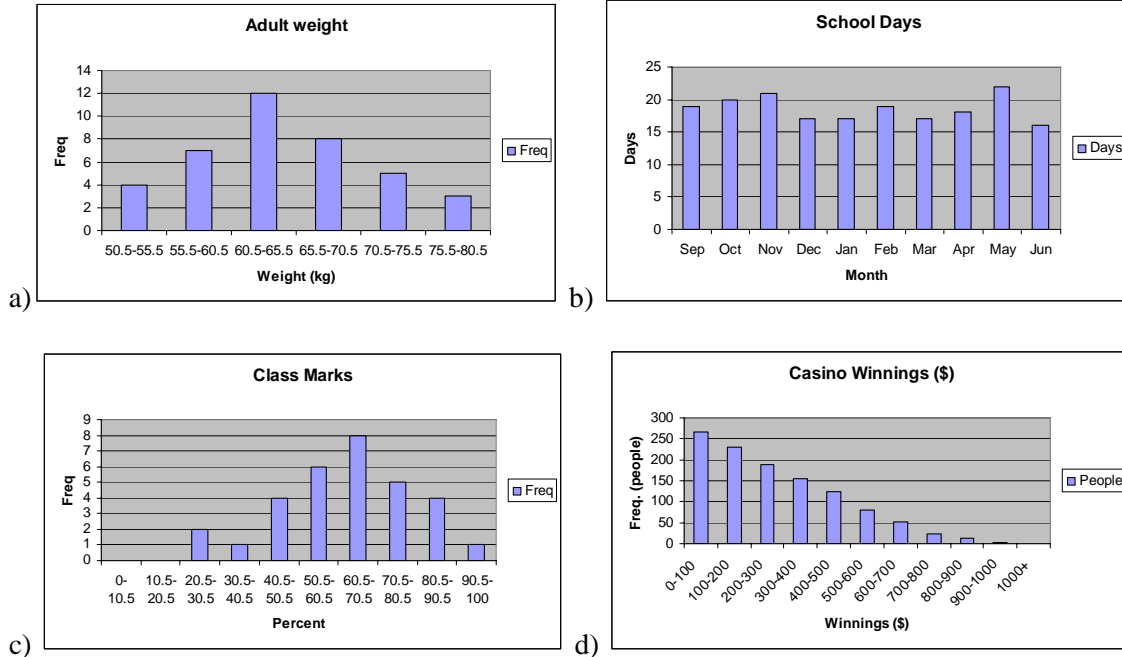 Adult weight
14
12
10
8
6
4
2
0
Freq
50.5-55.5 55.5-60.5 60.5-65.5 65.5-70.5 70.5-75.5 75.5-80.5
Weight (kg)
Freq
a)
School Days
25
20
15
10
5
0
Days
Sep Oct Nov Dec Jan Feb Mar Apr May Jun
Month
Days
b)
Class Marks
9
8
7
6
5
4
3
2
1
0
Freq
0- 10.5- 20.5- 30.5- 40.5- 50.5- 60.5- 70.5- 80.5- 90.5-
10.5 20.5 30.5 40.5 50.5 60.5 70.5 80.5 90.5 100
Percent
Freq
c)
Casino Winnings ($)
300
250
200
150
100
50
0
Freq. (people)
0-100 100-200 200-300 300-400 400-500 500-600 600-700 700-800 800-900 900-1000 1000+
Winnings ($)
People
d)